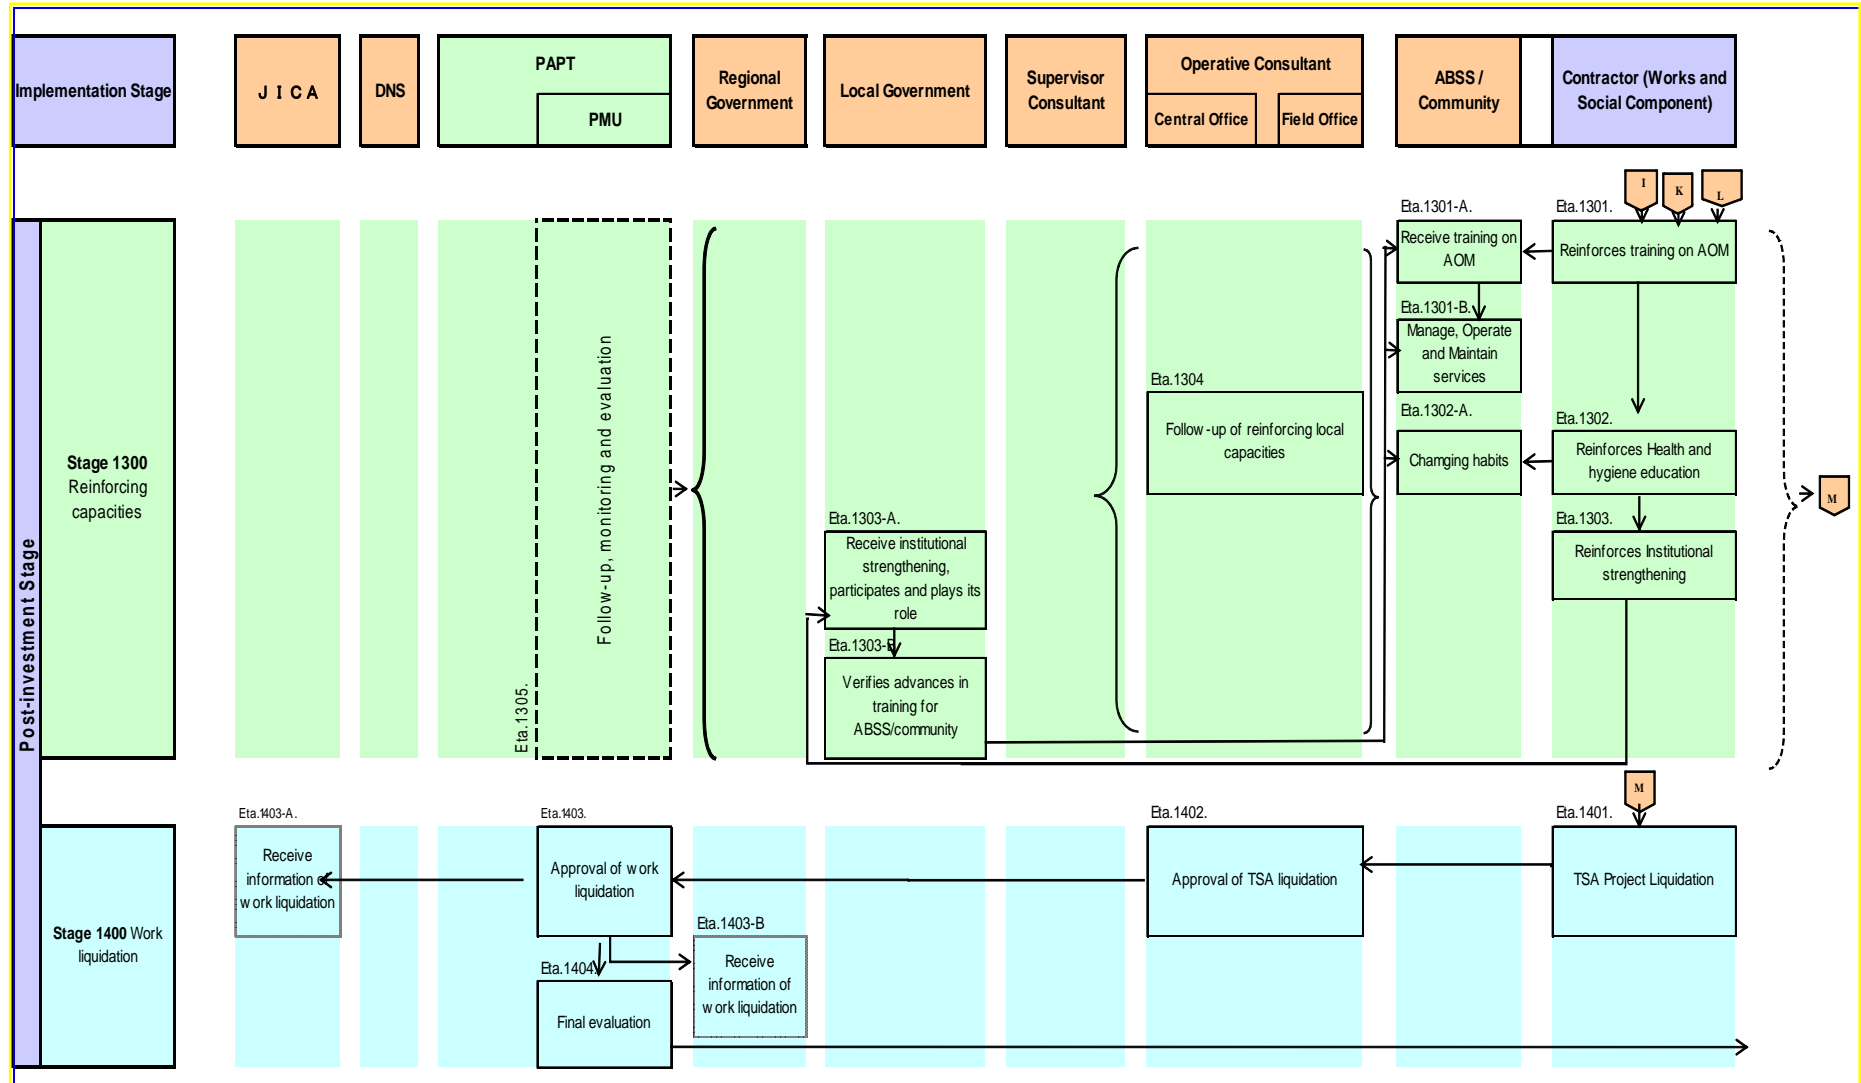 Implementation Stage
J I C A
DNS
PAPT
PMU
Regional
Government
Local Government
Supervisor
Consultant
Operative Consultant
Central Office
Field Office
ABSS /
Community
Contractor (Works and
Social Component)
I
K
L
Post-investment Stage
Stage 1300
Reinforcing
capacities
Eta.1305.
Follow-up, monitoring and evaluation
Eta.1303-A.
Receive institutional
strengthening,
participates and plays its
role
Eta.1303-B
Verifies advances in
training for
ABSS/community
Eta.1304
Follow-up of reinforcing local
capacities
Eta.1301-A.
Receive training on
AOM
Eta.1301-B.
Manage, Operate
and Maintain
services
Eta.1302-A.
Chamging habits
Eta.1301.
Reinforces training on AOM
Eta.1302.
Reinforces Health and
hygiene education
Eta.1303.
Reinforces Institutional
strengthening
M
Stage 1400 Work
liquidation
Eta.1403-A.
Receive
information of
work liquidation
Eta.1403.
Approval of work
liquidation
Eta.1404.
Final evaluation
Eta.1403-B
Receive
information of
work liquidation
Eta.1402.
Approval of TSA liquidation
M
Eta.1401.
TSA Project Liquidation